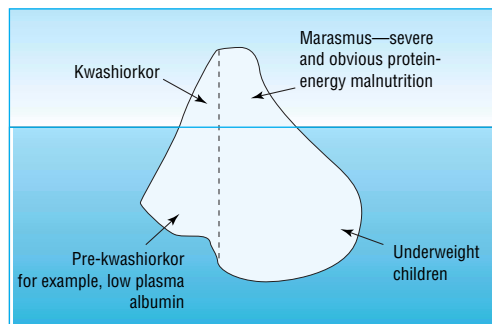 Marasmus—severe
and obvious protein-
energy malnutrition
Kwashiorkor
Pre-kwashiorkor
for example, low plasma
albumin
Underweight
children